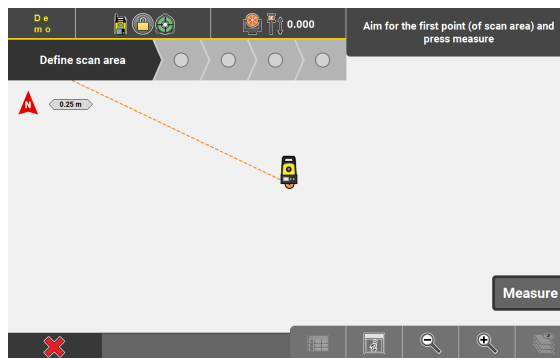 De
mo
0.000
Aim for the first point (of scan area) and
press measure
Define scan area
N
0.25 m
Measure